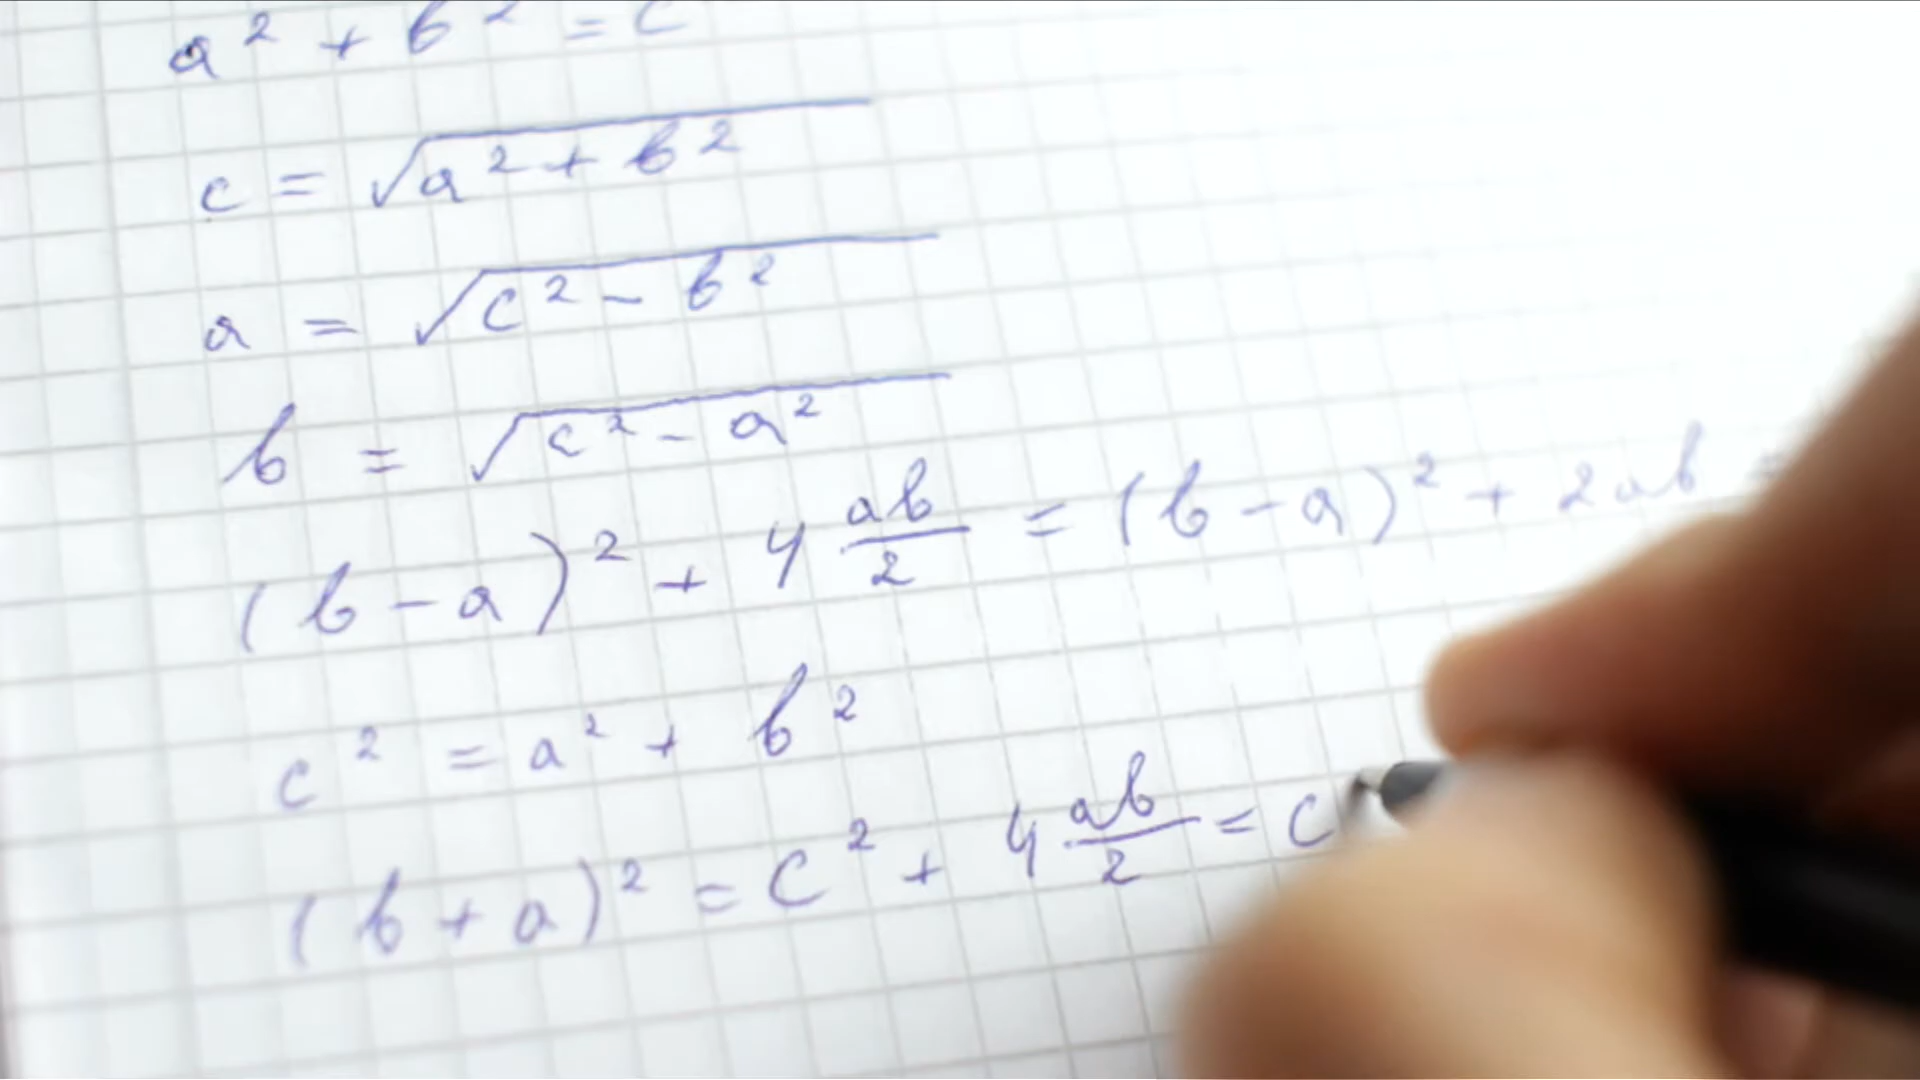 a² + b² = c
c = √a² + b²
a = √c² - b²
b = √c² - a²
(b - a)² + 4 ab/2 = (b - a)² + 2ab =
c² = a² + b²
(b + a)² = c² + 4 ab/2 = c